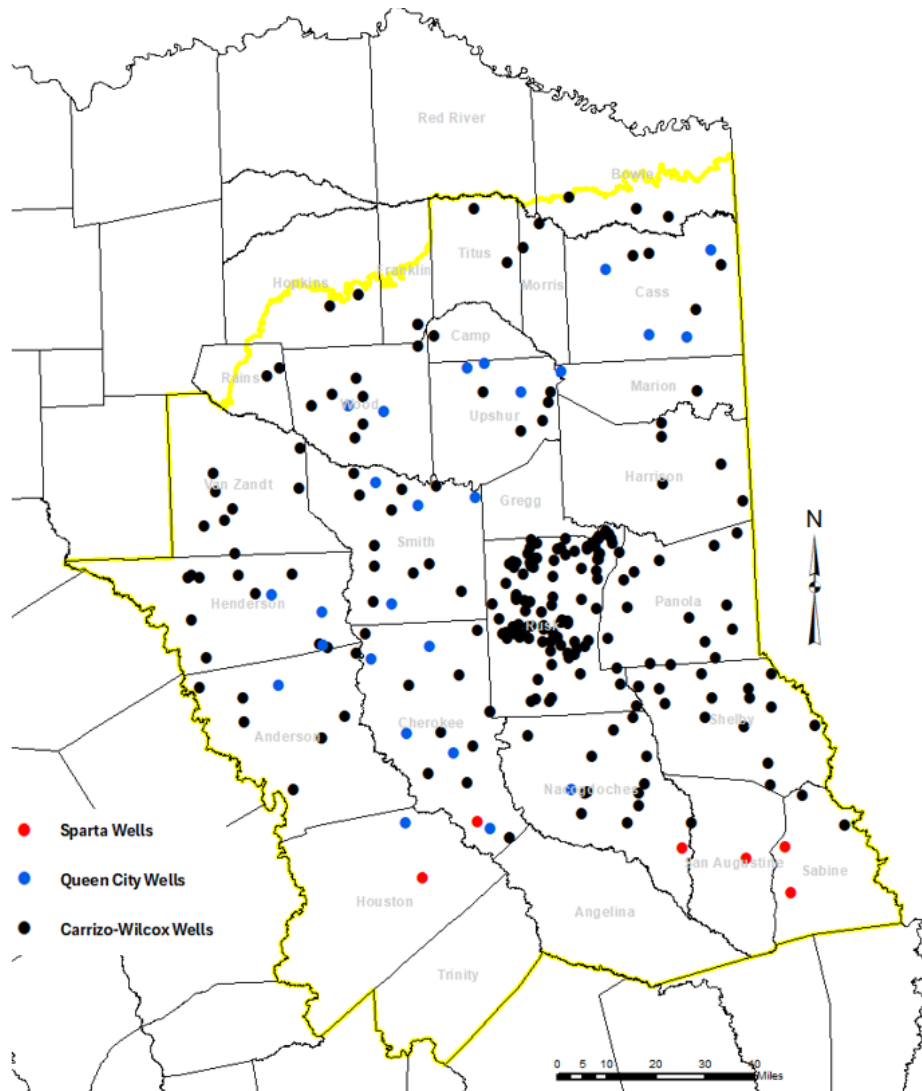 Red River
Bowie
Titus
Franklin
Hopkins
Morris
Cass
Camp
Rains
Marion
Wood
Upshur
Van Zandt
Harrison
Gregg
N
Smith
Henderson
Panola
Rusk
Cherokee
Shelby
Anderson
Nacogdoches
Sparta Wells
San Augustine
Sabine
Queen City Wells
Houston
Angelina
Carrizo-Wilcox Wells
Trinity
0 5 10 20 30 40
Miles